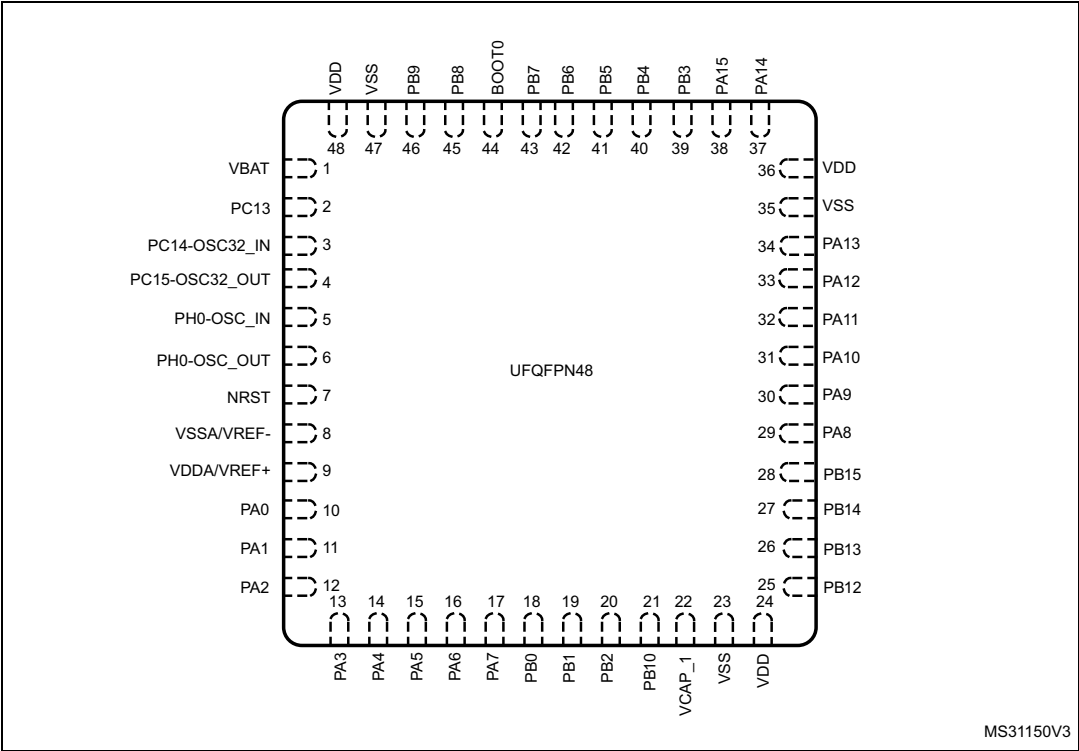 VDD
VSS
PB9
PB8
BOOT0
PB7
PB6
PB5
PB4
PB3
PA15
PA14
48 47 46 45 44 43 42 41 40 39 38 37
VBAT 1 36 VDD
PC13 2 35 VSS
PC14-OSC32_IN 3 34 PA13
PC15-OSC32_OUT 4 33 PA12
PH0-OSC_IN 5 32 PA11
PH0-OSC_OUT 6 31 PA10
UFQFPN48
NRST 7 30 PA9
VSSA/VREF- 8 29 PA8
VDDA/VREF+ 9 28 PB15
PA0 10 27 PB14
PA1 11 26 PB13
PA2 12 25 PB12
13 14 15 16 17 18 19 20 21 22 23 24
PA3
PA4
PA5
PA6
PA7
PB0
PB1
PB2
PB10
VCAP_1
VSS
VDD
MS31150V3